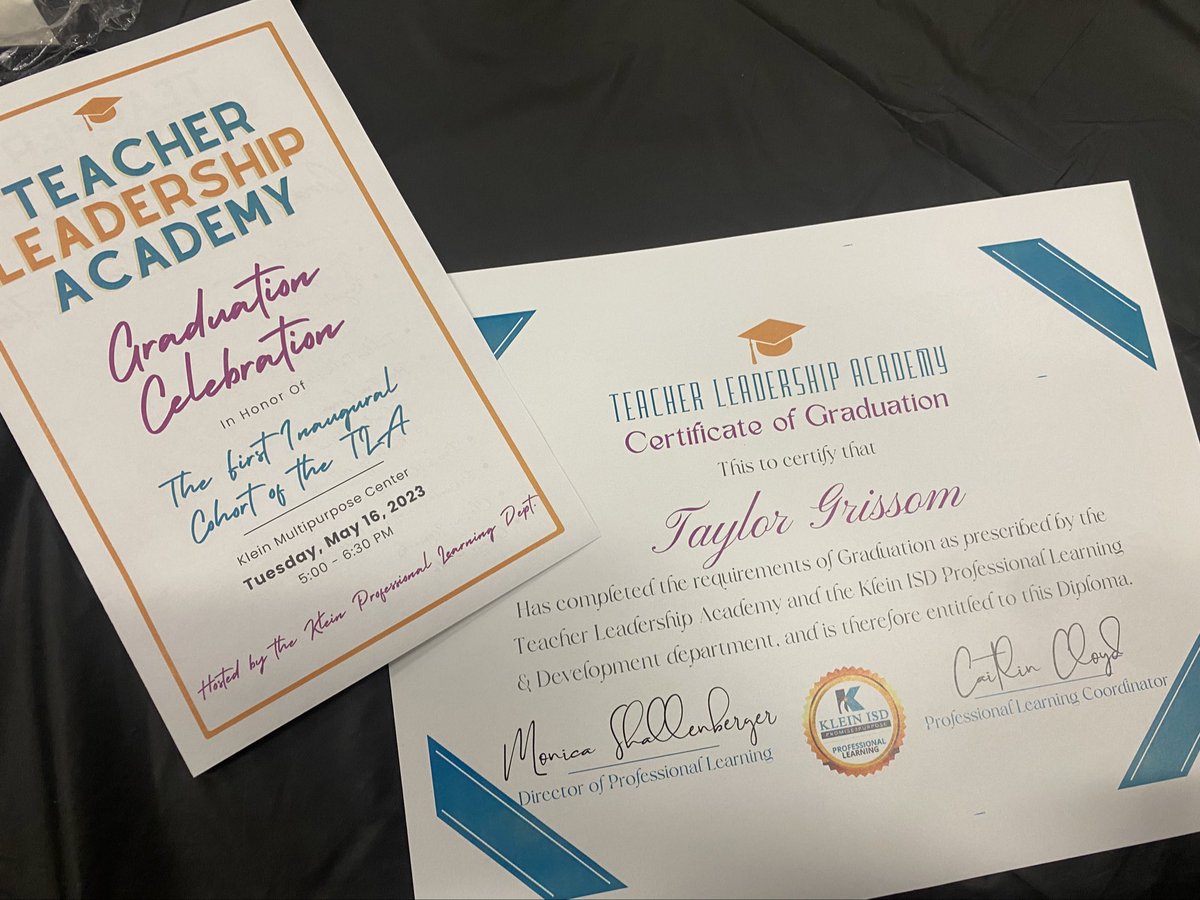 TEACHER
LEADERSHIP
ACADEMY
Graduation
Celebration
In Honor Of
The first Inaugural
Cohort of the TLA
Klein Multipurpose Center
Tuesday, May 16, 2023
5:00 - 6:30 PM
Hosted by the Klein Professional Learning Dept.
TEACHER LEADERSHIP ACADEMY
Certificate of Graduation
This to certify that
Taylor Grissom
Has completed the requirements of Graduation as prescribed by the
Teacher Leadership Academy and the Klein ISD Professional Learning
& Development department, and is therefore entitled to this Diploma.
Monica Shallenberger
Director of Professional Learning
KLEIN ISD
PROMISE2PURPOSE
PROFESSIONAL
LEARNING
Caitlin Cloyd
Professional Learning Coordinator